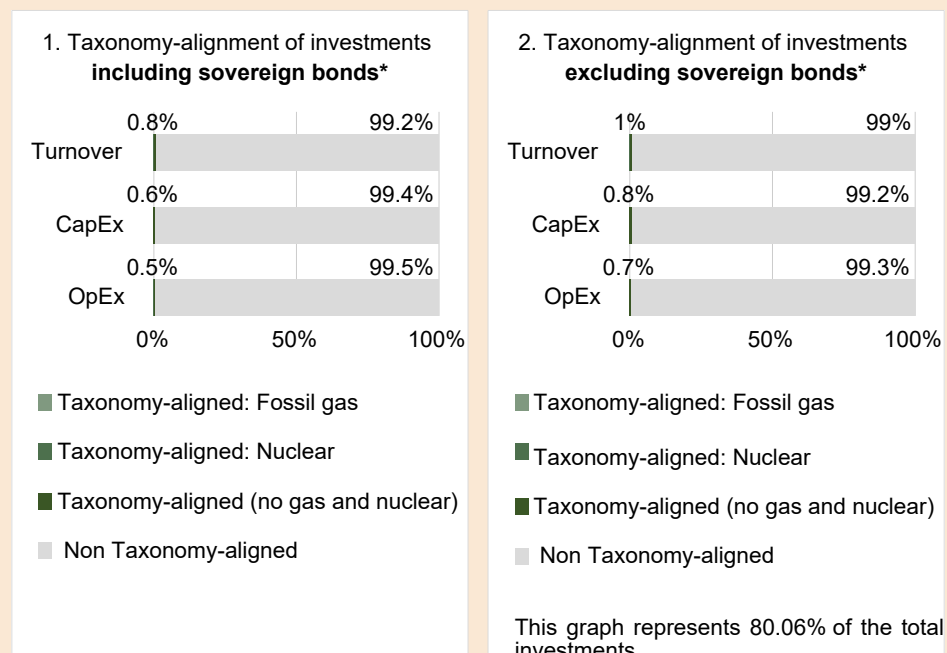 1. Taxonomy-alignment of investments
including sovereign bonds*
0.8% 99.2%
Turnover
0.6% 99.4%
CapEx
0.5% 99.5%
OpEx
0% 50% 100%
Taxonomy-aligned: Fossil gas
Taxonomy-aligned: Nuclear
Taxonomy-aligned (no gas and nuclear)
Non Taxonomy-aligned
2. Taxonomy-alignment of investments
excluding sovereign bonds*
1% 99%
Turnover
0.8% 99.2%
CapEx
0.7% 99.3%
OpEx
0% 50% 100%
Taxonomy-aligned: Fossil gas
Taxonomy-aligned: Nuclear
Taxonomy-aligned (no gas and nuclear)
Non Taxonomy-aligned
This graph represents 80.06% of the total
investments